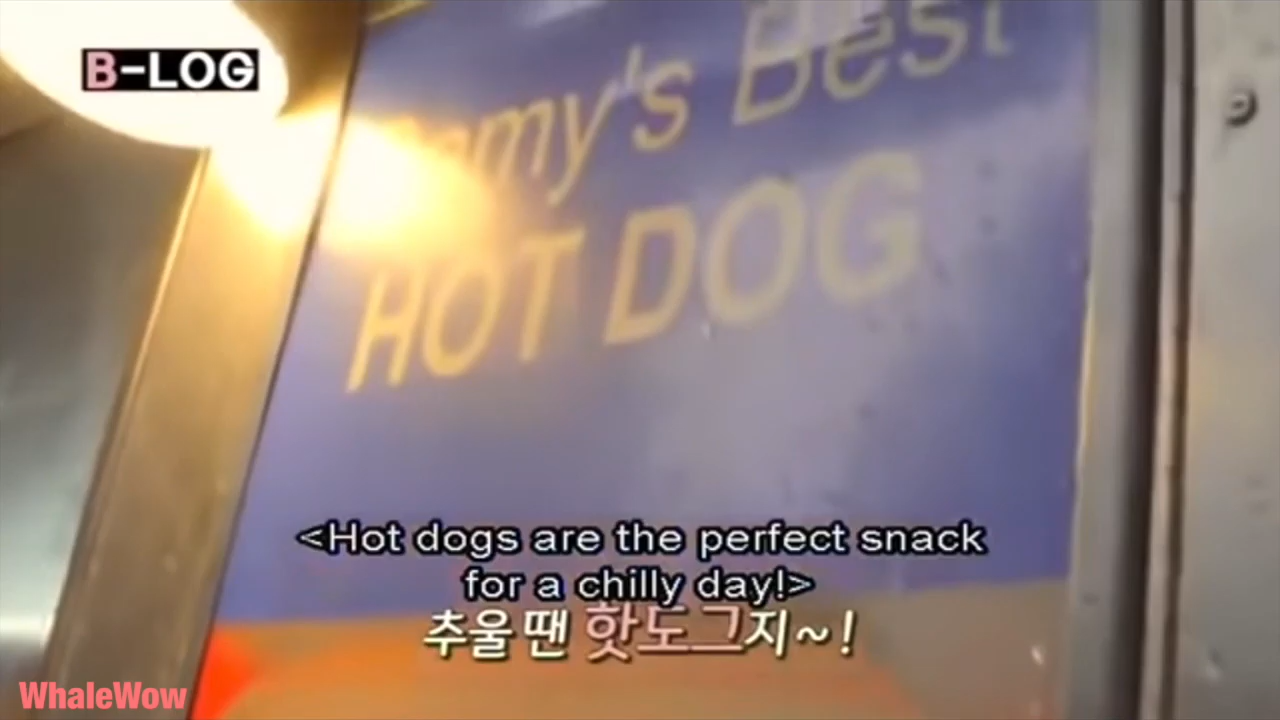 B-LOG
Best
HOT DOG
<Hot dogs are the perfect snack
for a chilly day!>
추울 땐 핫도그지~!
WhaleWow